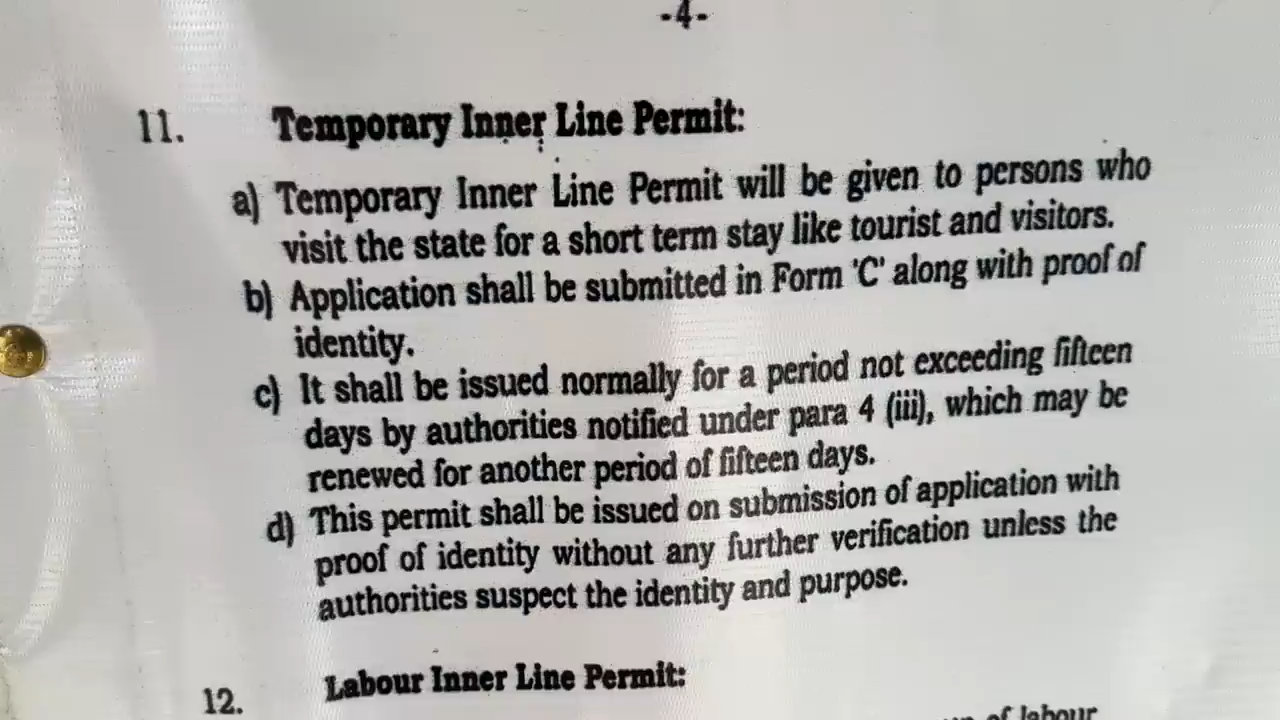 -4-
11. Temporary Inner Line Permit:
a) Temporary Inner Line Permit will be given to persons who
visit the state for a short term stay like tourist and visitors.
b) Application shall be submitted in Form 'C' along with proof of
identity.
c) It shall be issued normally for a period not exceeding fifteen
days by authorities notified under para 4 (iii), which may be
renewed for another period of fifteen days.
d) This permit shall be issued on submission of application with
proof of identity without any further verification unless the
authorities suspect the identity and purpose.
12. Labour Inner Line Permit:
of labour